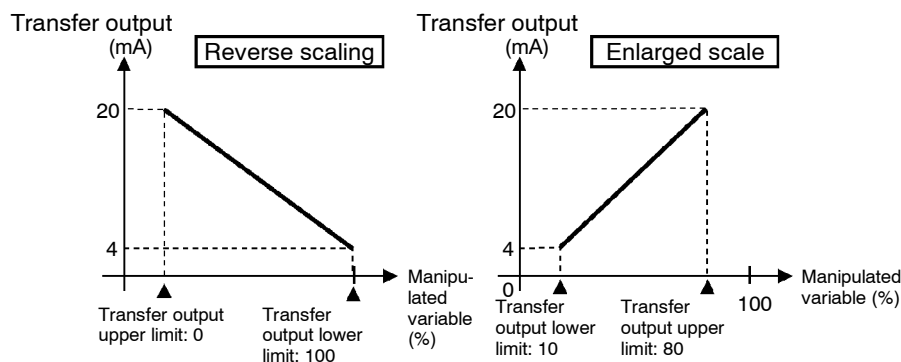 Transfer output
(mA)
Reverse scaling
20
4
Manipu-
lated
variable
(%)
Transfer output
upper limit: 0
Transfer
output lower
limit: 100
Transfer output
(mA)
Enlarged scale
20
4
0
100
Manipulated
variable (%)
Transfer
output lower
limit: 10
Transfer
output upper
limit: 80